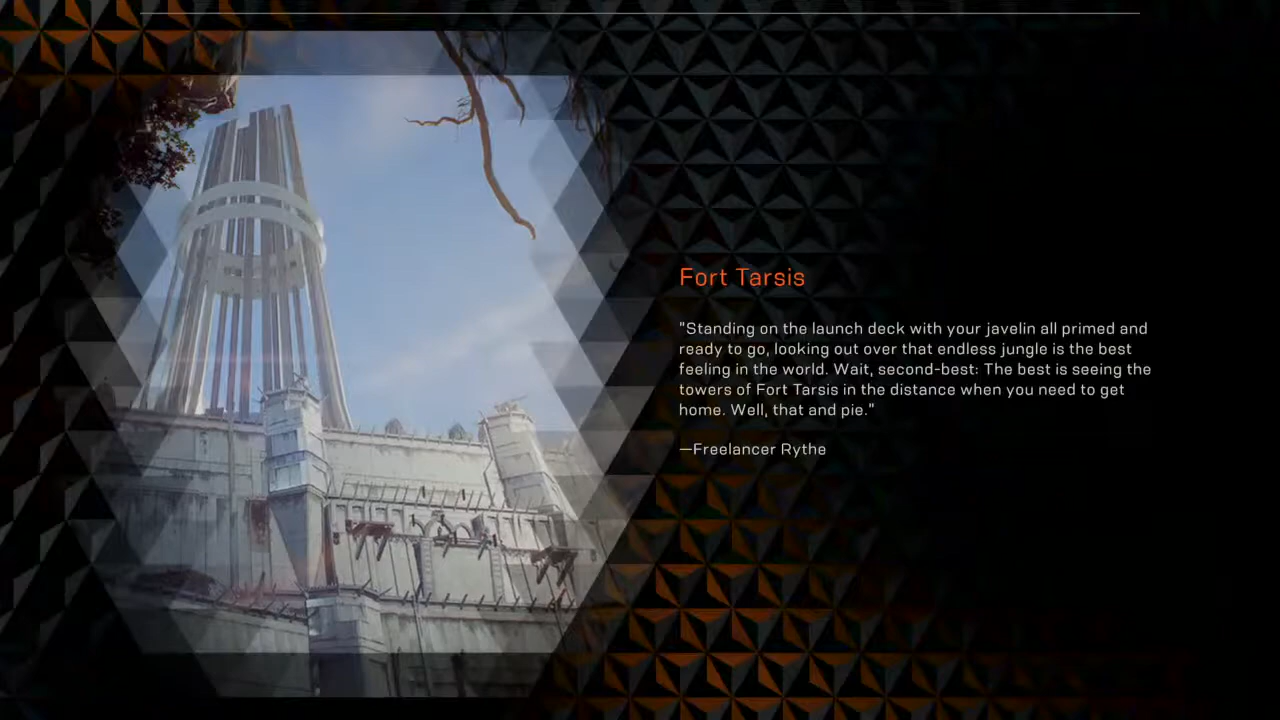 Fort Tarsis
"Standing on the launch deck with your javelin all primed and
ready to go, looking out over that endless jungle is the best
feeling in the world. Wait, second-best: The best is seeing the
towers of Fort Tarsis in the distance when you need to get
home. Well, that and pie."
—Freelancer Rythe